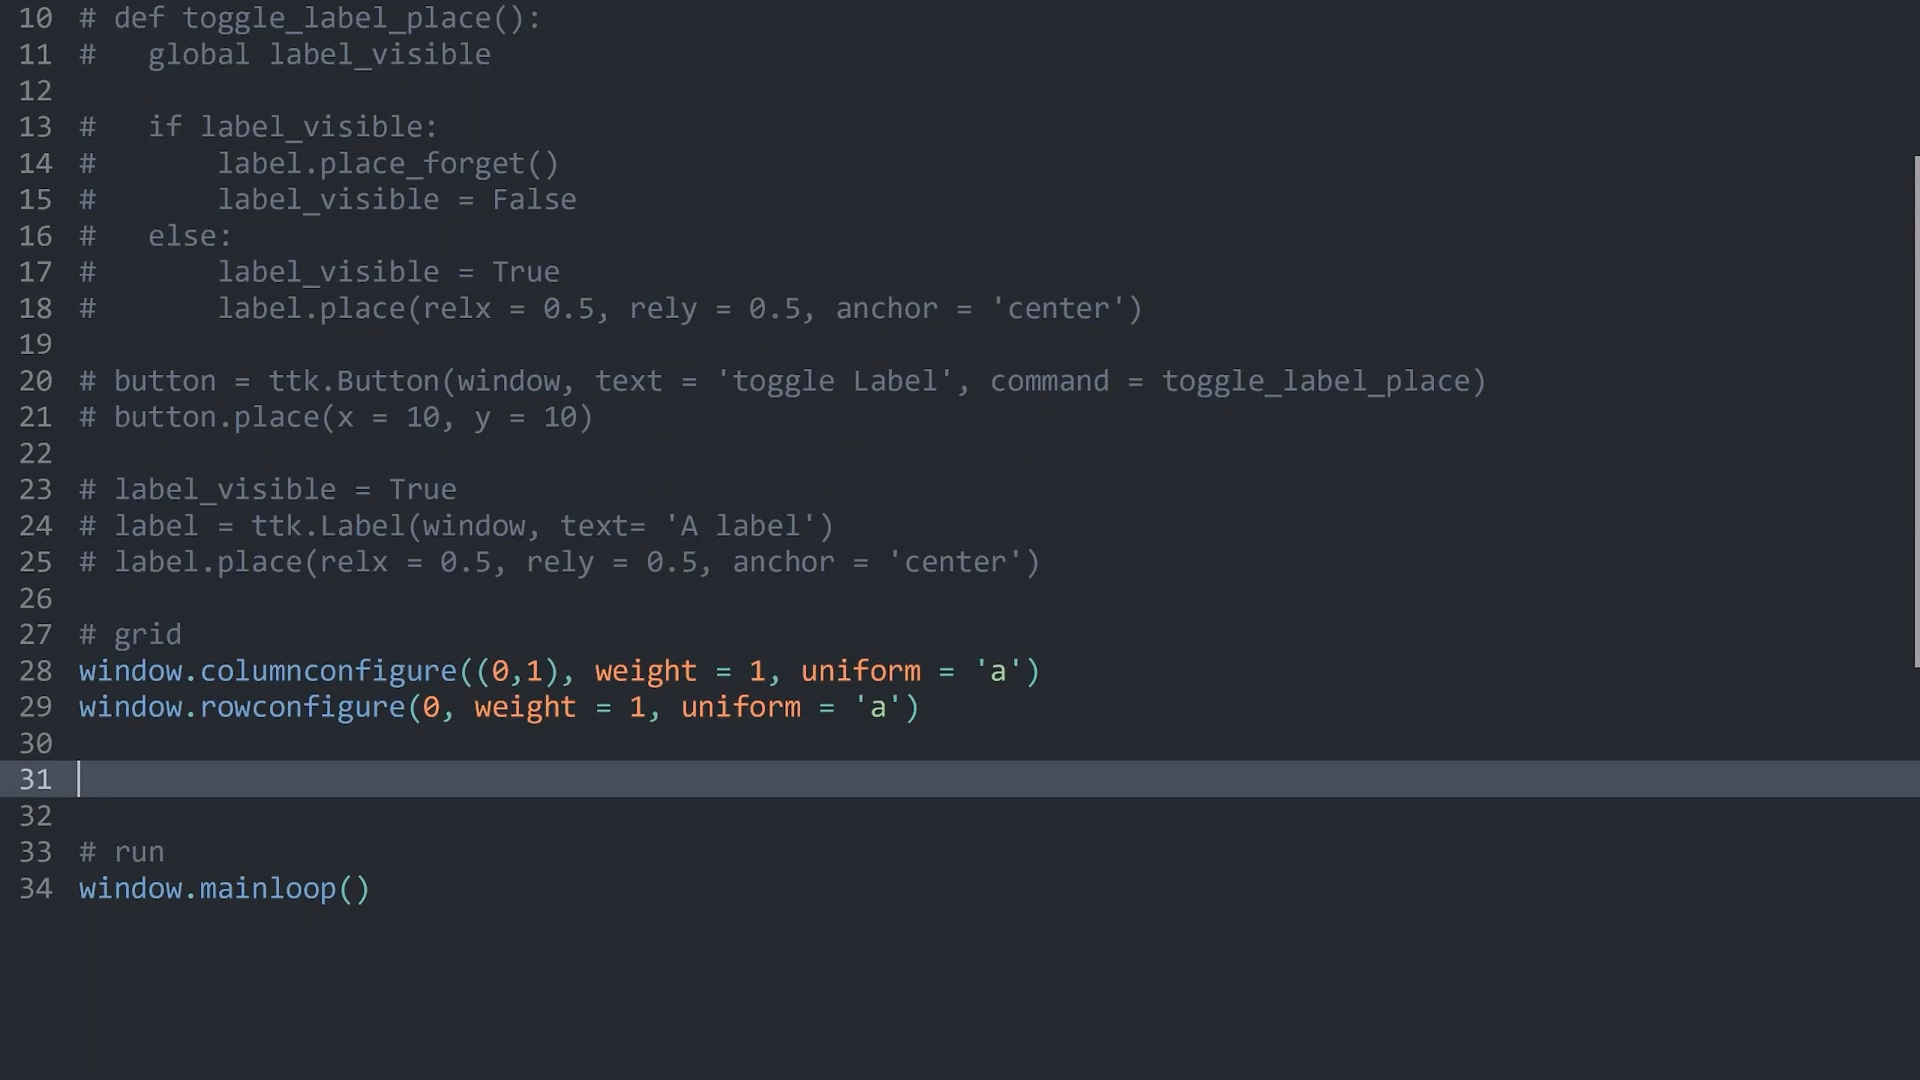 10 # def toggle_label_place():
11 #   global label_visible
12
13 #   if label_visible:
14 #       label.place_forget()
15 #       label_visible = False
16 #   else:
17 #       label_visible = True
18 #       label.place(relx = 0.5, rely = 0.5, anchor = 'center')
19
20 # button = ttk.Button(window, text = 'toggle Label', command = toggle_label_place)
21 # button.place(x = 10, y = 10)
22
23 # label_visible = True
24 # label = ttk.Label(window, text= 'A label')
25 # label.place(relx = 0.5, rely = 0.5, anchor = 'center')
26
27 # grid
28 window.columnconfigure((0,1), weight = 1, uniform = 'a')
29 window.rowconfigure(0, weight = 1, uniform = 'a')
30
31
32
33 # run
34 window.mainloop()